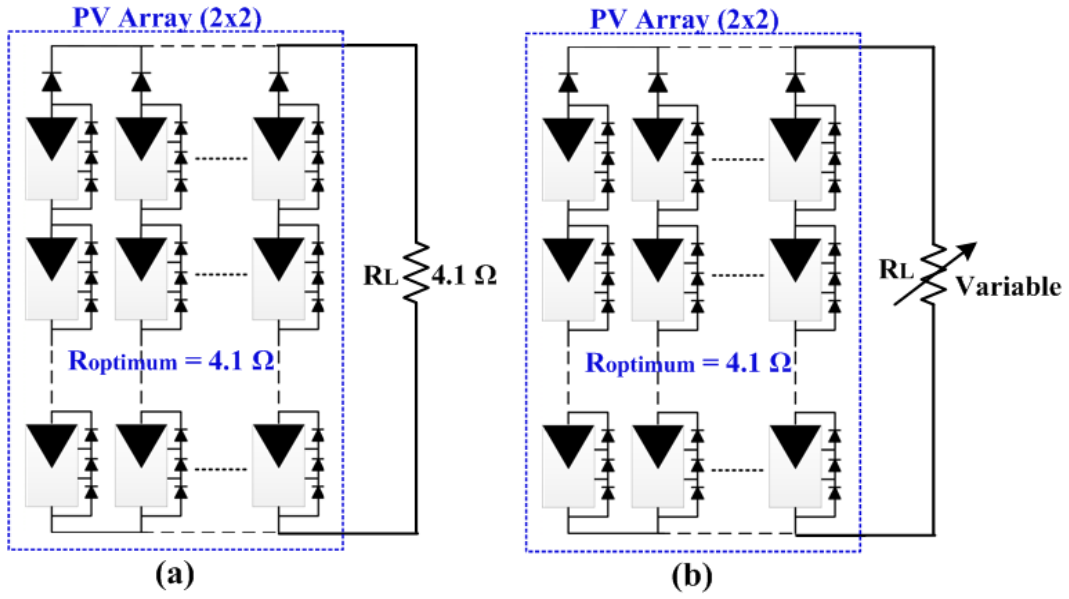 PV Array (2x2)
RL 4.1 Ω
Roptimum = 4.1 Ω
(a)
PV Array (2x2)
RL
Variable
Roptimum = 4.1 Ω
(b)